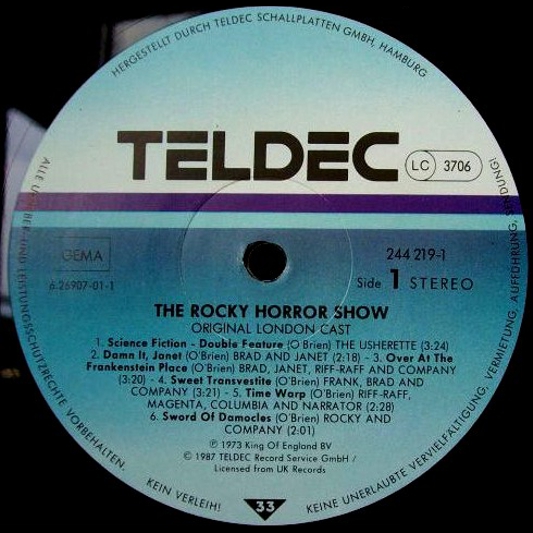 HERGESTELLT DURCH TELDEC SCHALLPLATTEN GMBH, HAMBURG
TELDEC
LC 3706
GEMA
244 219-1
6.26907-01-1
Side 1 STEREO
THE ROCKY HORROR SHOW
ORIGINAL LONDON CAST
1. Science Fiction - Double Feature (O'Brien) THE USHERETTE (3:24)
2. Damn It, Janet (O'Brien) BRAD AND JANET (2:18) - 3. Over At The
Frankenstein Place (O'Brien) BRAD, JANET, RIFF-RAFF AND COMPANY
(3:20) - 4. Sweet Transvestite (O'Brien) FRANK, BRAD AND
COMPANY (3:21) - 5. Time Warp (O'Brien) RIFF-RAFF,
MAGENTA, COLUMBIA AND NARRATOR (2:28)
6. Sword Of Damocles (O'Brien) ROCKY AND
COMPANY (2:01)
℗ 1973 King Of England BV
© 1987 TELDEC Record Service GmbH /
Licensed from UK Records
33
ALLE URHEBER- UND LEISTUNGSSCHUTZRECHTE VORBEHALTEN.
KEIN VERLEIH!
KEINE UNERLAUBTE VERVIELFÄLTIGUNG, VERMIETUNG, AUFFÜHRUNG, SENDUNG!